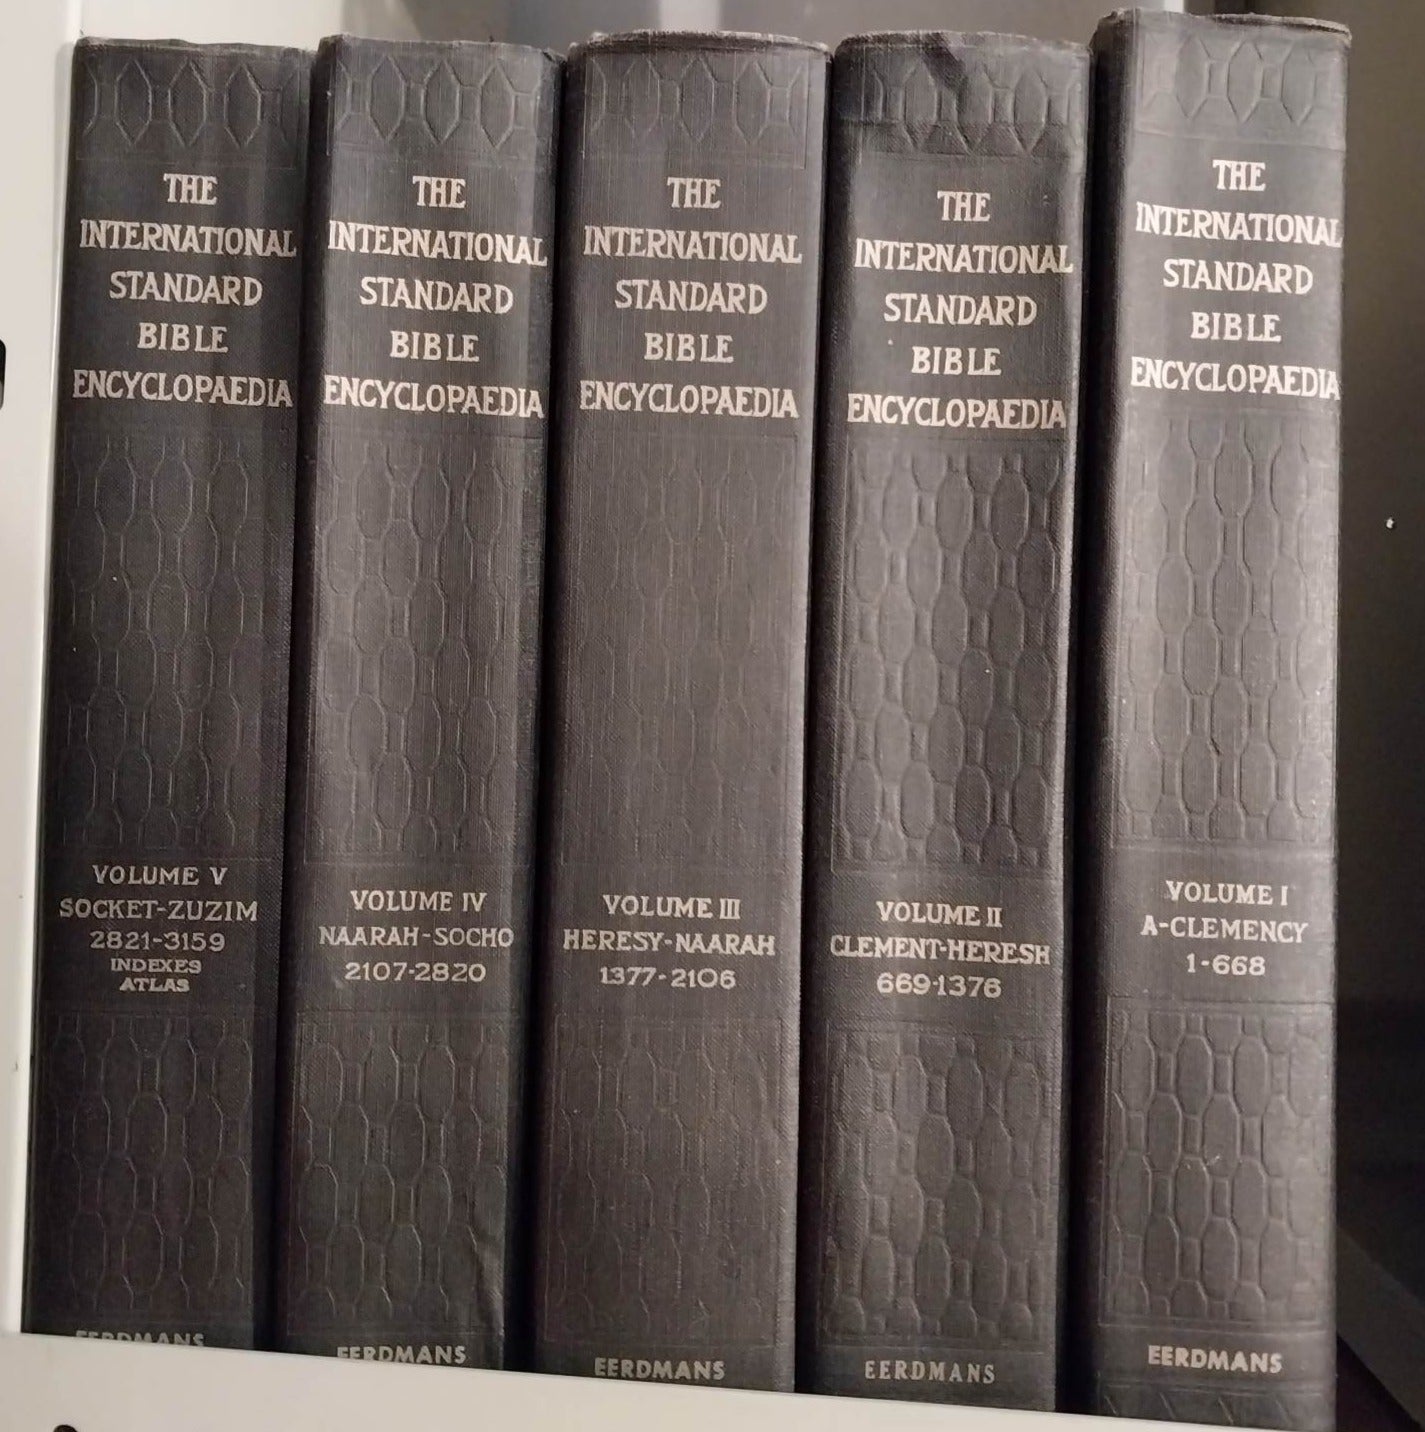 THE
INTERNATIONAL
STANDARD
BIBLE
ENCYCLOPAEDIA
VOLUME V
SOCKET-ZUZIM
2821-3159
INDEXES
ATLAS
EERDMANS
THE
INTERNATIONAL
STANDARD
BIBLE
ENCYCLOPAEDIA
VOLUME IV
NAARAH-SOCHO
2107-2820
EERDMANS
THE
INTERNATIONAL
STANDARD
BIBLE
ENCYCLOPAEDIA
VOLUME III
HERESY-NAARAH
1377-2106
EERDMANS
THE
INTERNATIONAL
STANDARD
BIBLE
ENCYCLOPAEDIA
VOLUME II
CLEMENT-HERESH
669-1376
EERDMANS
THE
INTERNATIONAL
STANDARD
BIBLE
ENCYCLOPAEDIA
VOLUME I
A-CLEMENCY
1-668
EERDMANS